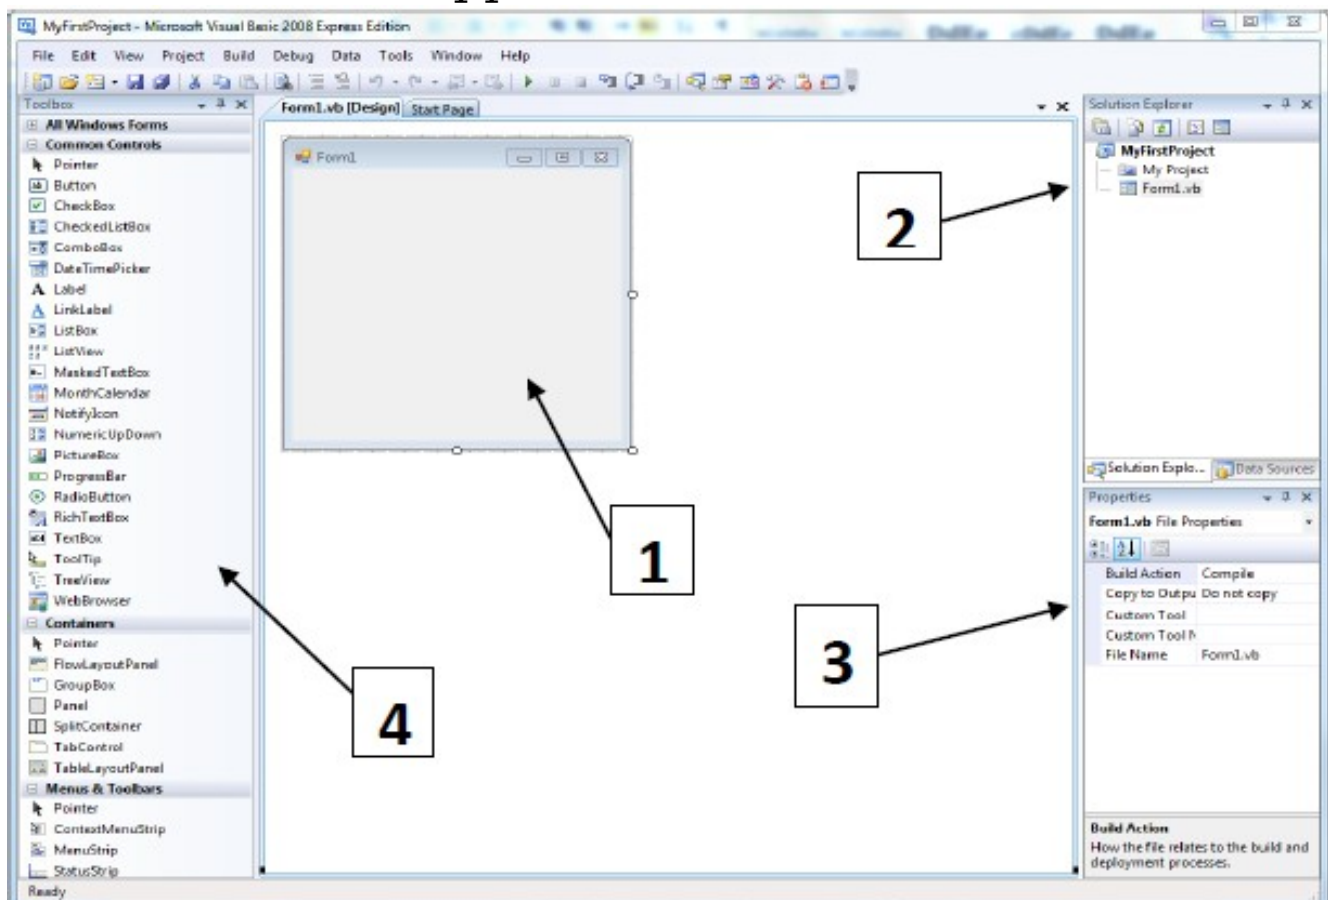 MyFirstProject - Microsoft Visual Basic 2008 Express Edition
File Edit View Project Build Debug Data Tools Window Help
Toolbox
All Windows Forms
Common Controls
Pointer
Button
CheckBox
CheckedListBox
ComboBox
DateTimePicker
Label
LinkLabel
ListBox
ListView
MaskedTextBox
MonthCalendar
NotifyIcon
NumericUpDown
PictureBox
ProgressBar
RadioButton
RichTextBox
TextBox
ToolTip
TreeView
WebBrowser
Containers
Pointer
FlowLayoutPanel
GroupBox
Panel
SplitContainer
TabControl
TableLayoutPanel
Menus & Toolbars
Pointer
ContextMenuStrip
MenuStrip
StatusStrip
Form1.vb [Design] Start Page
Form1
1
2
3
4
Solution Explorer
MyFirstProject
My Project
Form1.vb
Solution Explo... Data Sources
Properties
Form1.vb File Properties
Build Action Compile
Copy to Outpu Do not copy
Custom Tool
Custom Tool N
File Name Form1.vb
Build Action
How the file relates to the build and
deployment processes.
Ready